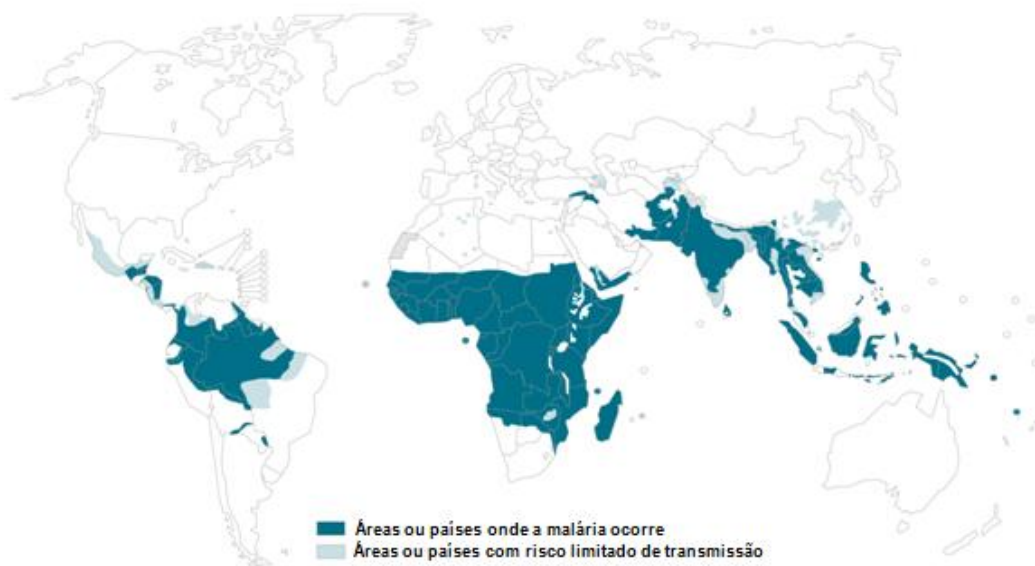 Áreas ou países onde a malária ocorre
Áreas ou países com risco limitado de transmissão